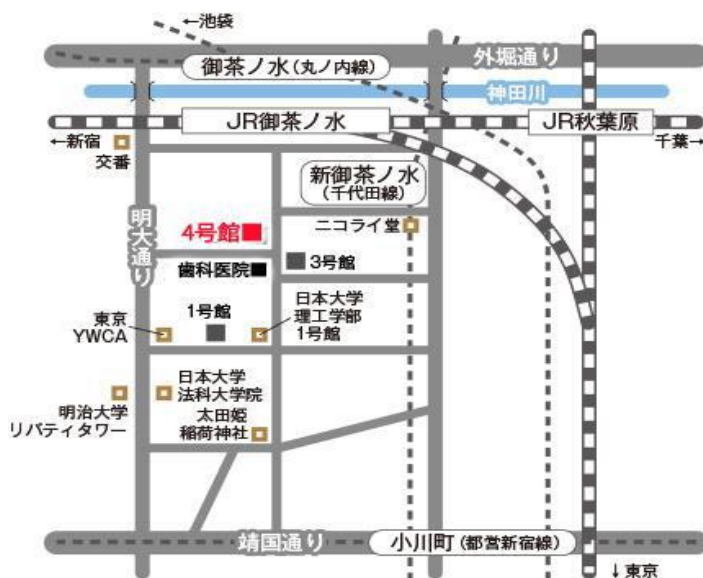 ←池袋
外堀通り
御茶ノ水(丸ノ内線)
神田川
JR御茶ノ水
JR秋葉原
←新宿
千葉→
交番
新御茶ノ水
(千代田線)
明大通り
4号館
ニコライ堂
歯科医院
3号館
1号館
日本大学
理工学部
1号館
東京
YWCA
日本大学
法科大学院
明治大学
リバティタワー
太田姫
稲荷神社
靖国通り
小川町(都営新宿線)
↓東京